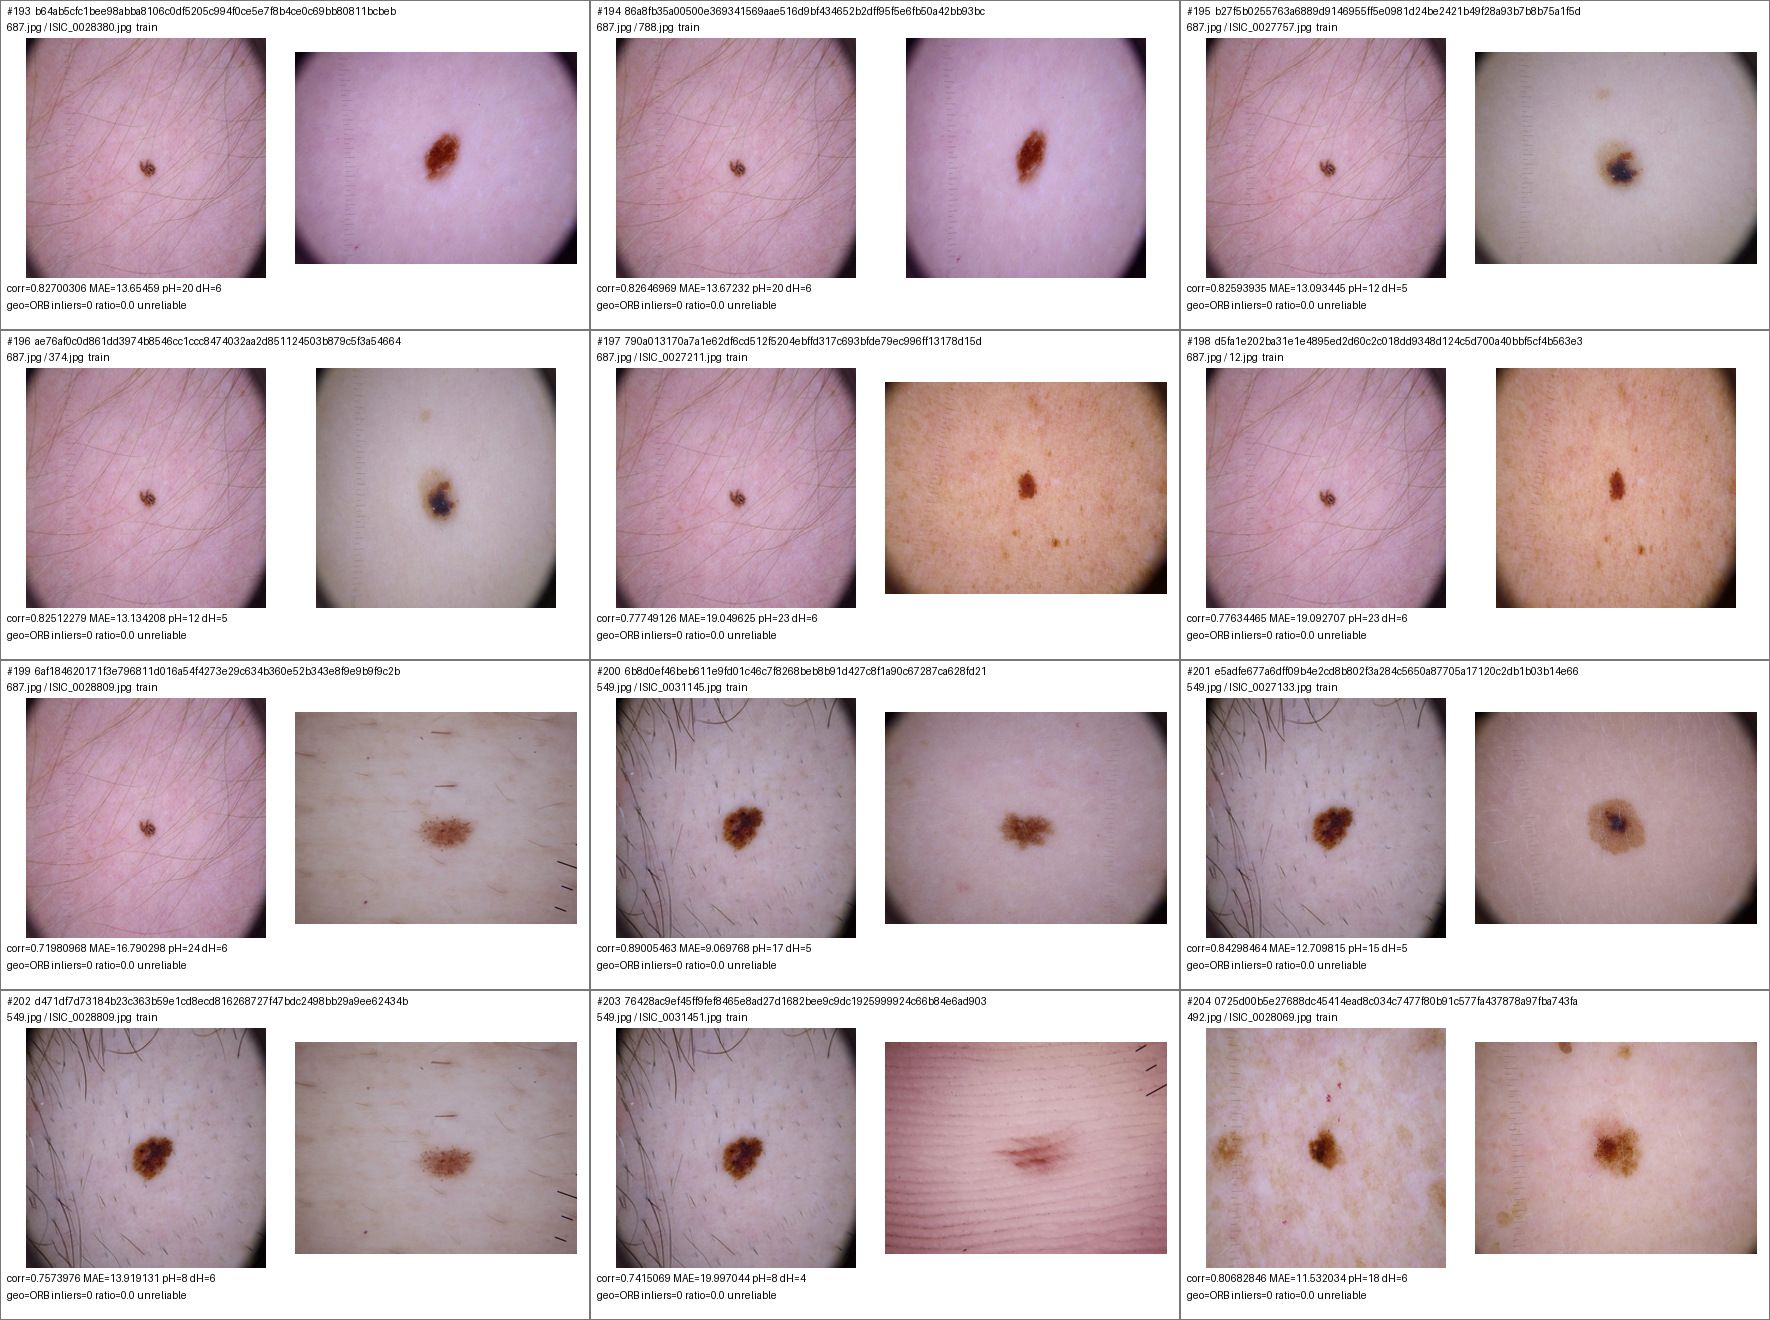 #193 b64ab5cfc1bee98abba8106c0df5205c994f0ce5e7f8b4ce0c69bb80811bcbeb
687.jpg / ISIC_0028380.jpg train
corr=0.82700306 MAE=13.65459 pH=20 dH=6
geo=ORB inliers=0 ratio=0.0 unreliable
#194 86a8fb35a00500e369341569aae516d9bf434652b2dff95f5e6fb50a42bb93bc
687.jpg / 788.jpg train
corr=0.82646969 MAE=13.67232 pH=20 dH=6
geo=ORB inliers=0 ratio=0.0 unreliable
#195 b27f5b0255763a6889d9146955ff5e0981d24be2421b49f28a93b7b8b75a1f5d
687.jpg / ISIC_0027757.jpg train
corr=0.82593935 MAE=13.093445 pH=12 dH=5
geo=ORB inliers=0 ratio=0.0 unreliable
#196 ae76af0c0d861dd3974b8546cc1ccc8474032aa2d851124503b879c5f3a54664
687.jpg / 374.jpg train
corr=0.82512279 MAE=13.134208 pH=12 dH=5
geo=ORB inliers=0 ratio=0.0 unreliable
#197 790a013170a7a1e62df6cd512f5204ebffd317c693bfde79ec996ff13178d15d
687.jpg / ISIC_0027211.jpg train
corr=0.77749126 MAE=19.049625 pH=23 dH=6
geo=ORB inliers=0 ratio=0.0 unreliable
#198 d5fa1e202ba31e1e4895ed2d60c2c018dd9348d124c5d700a40bbf5cf4b563e3
687.jpg / 12.jpg train
corr=0.77634465 MAE=19.092707 pH=23 dH=6
geo=ORB inliers=0 ratio=0.0 unreliable
#199 6af184620171f3e796811d016a54f4273e29c634b360e52b343e8f9e9b9f9c2b
687.jpg / ISIC_0028809.jpg train
corr=0.71980968 MAE=16.790298 pH=24 dH=6
geo=ORB inliers=0 ratio=0.0 unreliable
#200 6b8d0ef46beb611e9fd01c46c7f8268beb8b91d427c8f1a90c67287ca628fd21
549.jpg / ISIC_0031145.jpg train
corr=0.89005463 MAE=9.069768 pH=17 dH=5
geo=ORB inliers=0 ratio=0.0 unreliable
#201 e5adfe677a6dff09b4e2cd8b802f3a284c5650a87705a17120c2db1b03b14e66
549.jpg / ISIC_0027133.jpg train
corr=0.84298464 MAE=12.709815 pH=15 dH=5
geo=ORB inliers=0 ratio=0.0 unreliable
#202 d471df7d73184b23c363b59e1cd8ecd816268727f47bdc2498bb29a9ee62434b
549.jpg / ISIC_0028809.jpg train
corr=0.7573976 MAE=13.919131 pH=8 dH=6
geo=ORB inliers=0 ratio=0.0 unreliable
#203 76428ac9ef45ff9fef8465e8ad27d1682bee9c9dc1925999924c66b84e6ad903
549.jpg / ISIC_0031451.jpg train
corr=0.7415069 MAE=19.997044 pH=8 dH=4
geo=ORB inliers=0 ratio=0.0 unreliable
#204 0725d00b5e27688dc45414ead8c034c7477f80b91c577fa437878a97fba743fa
492.jpg / ISIC_0028069.jpg train
corr=0.80682846 MAE=11.532034 pH=18 dH=6
geo=ORB inliers=0 ratio=0.0 unreliable